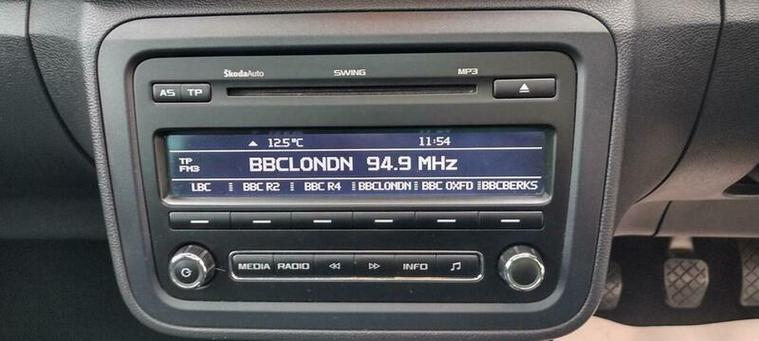 ŠkodaAuto SWING MP3
AS TP
12.5°C 11:54
TP
FM3
BBCLONDN 94.9 MHz
LBC BBC R2 BBC R4 BBCLONDN BBC OXFD BBCBERKS
MEDIA RADIO INFO